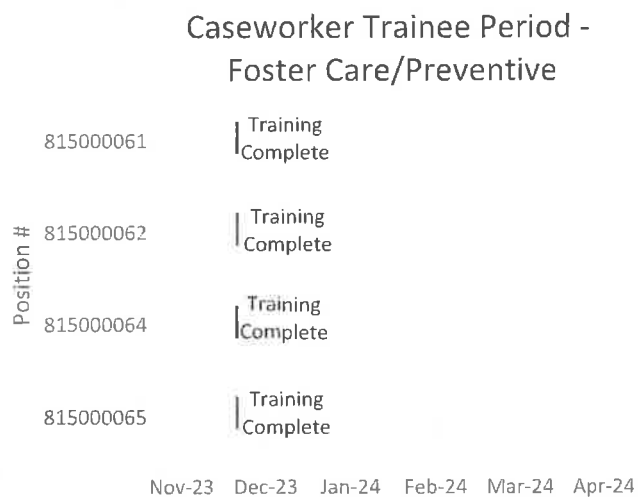 Caseworker Trainee Period -
Foster Care/Preventive
Position #
815000061
Training
Complete
815000062
Training
Complete
815000064
Training
Complete
815000065
Training
Complete
Nov-23 Dec-23 Jan-24 Feb-24 Mar-24 Apr-24